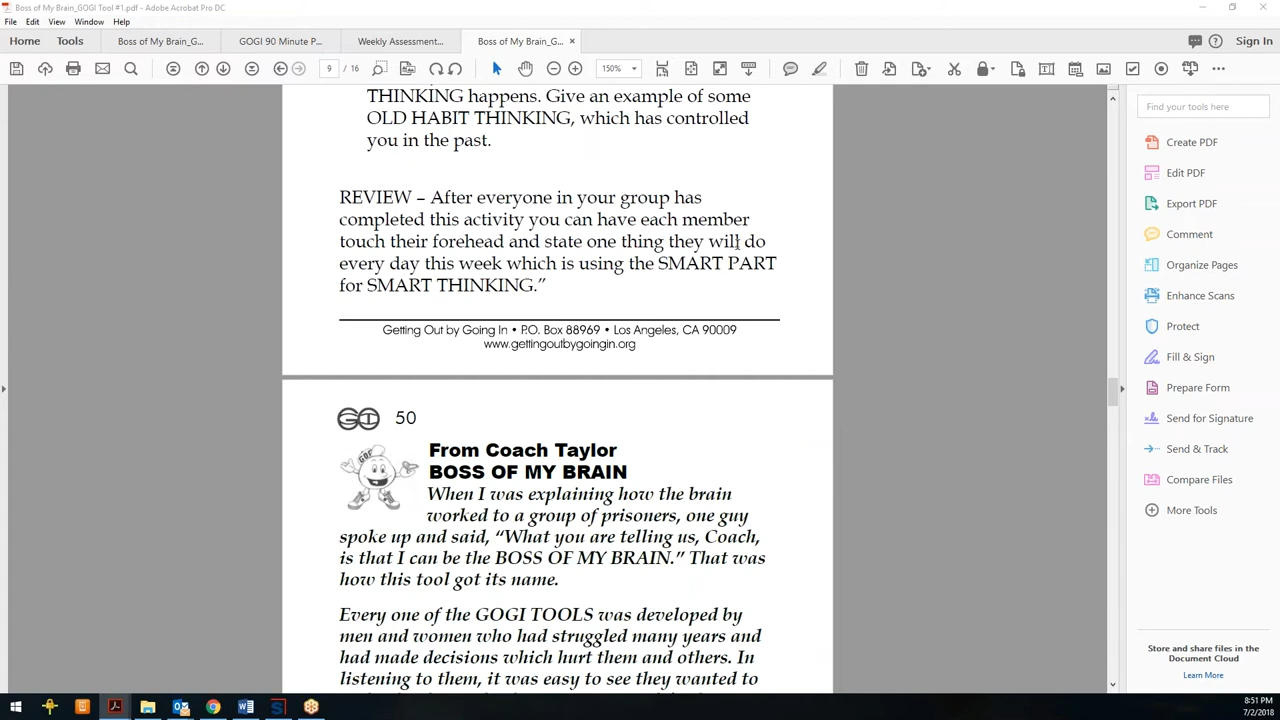 Boss of My Brain_GOGI Tool #1.pdf - Adobe Acrobat Pro DC
File Edit View Window Help
Home Tools Boss of My Brain_G... GOGI 90 Minute P... Weekly Assessment... Boss of My Brain_G... × Sign In
9 / 16 150%
THINKING happens. Give an example of some
OLD HABIT THINKING, which has controlled
you in the past.
REVIEW – After everyone in your group has
completed this activity you can have each member
touch their forehead and state one thing they will do
every day this week which is using the SMART PART
for SMART THINKING.”
Getting Out by Going In • P.O. Box 88969 • Los Angeles, CA 90009
www.gettingoutbygoingin.org
50
From Coach Taylor
BOSS OF MY BRAIN
When I was explaining how the brain
worked to a group of prisoners, one guy
spoke up and said, “What you are telling us, Coach,
is that I can be the BOSS OF MY BRAIN.” That was
how this tool got its name.
Every one of the GOGI TOOLS was developed by
men and women who had struggled many years and
had made decisions which hurt them and others. In
listening to them, it was easy to see they wanted to
Find your tools here
Create PDF
Edit PDF
Export PDF
Comment
Organize Pages
Enhance Scans
Protect
Fill & Sign
Prepare Form
Send for Signature
Send & Track
Compare Files
More Tools
Store and share files in the
Document Cloud
Learn More
8:51 PM
7/2/2018